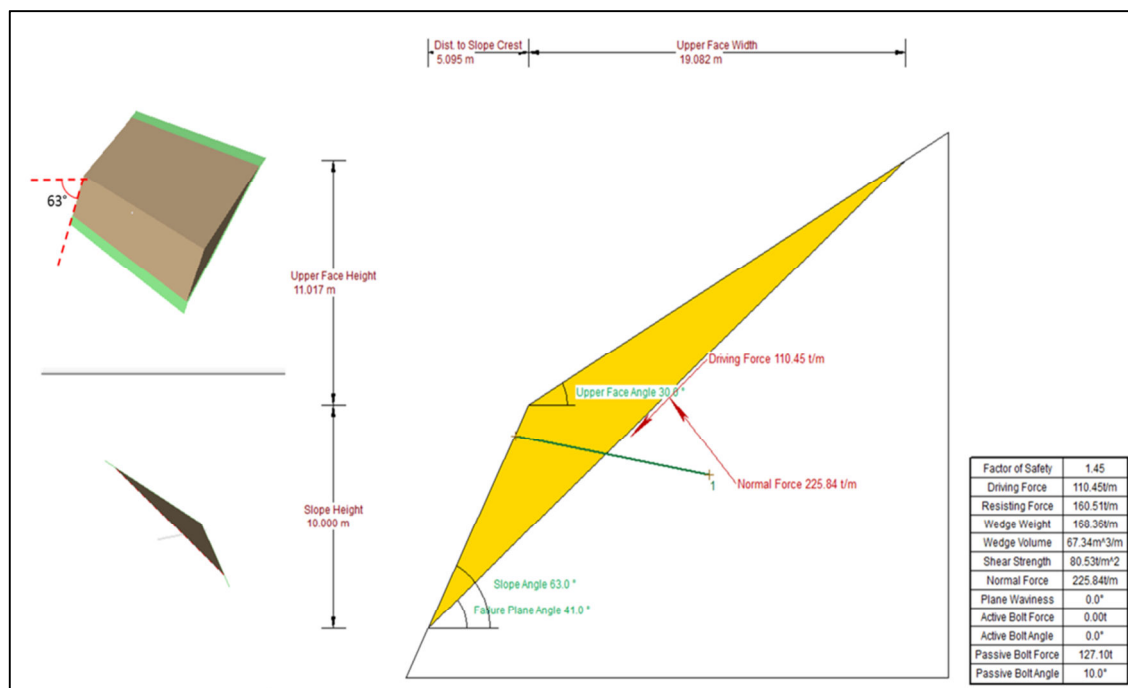 Dist. to Slope Crest
5.095 m
Upper Face Width
19.082 m
63°
Upper Face Height
11.017 m
Driving Force 110.45 t/m
Upper Face Angle 30.0 °
Normal Force 225.84 t/m
1
Slope Height
10.000 m
Slope Angle 63.0 °
Failure Plane Angle 41.0 °
Factor of Safety 1.45
Driving Force 110.45t/m
Resisting Force 160.51t/m
Wedge Weight 168.36t/m
Wedge Volume 67.34m^3/m
Shear Strength 80.53t/m^2
Normal Force 225.84t/m
Plane Waviness 0.0°
Active Bolt Force 0.00t
Active Bolt Angle 0.0°
Passive Bolt Force 127.10t
Passive Bolt Angle 10.0°